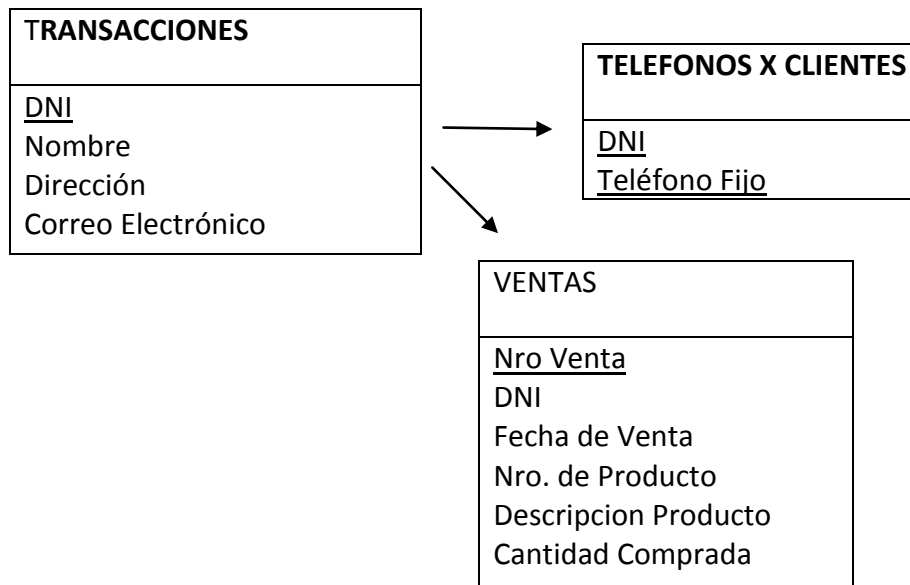 TRANSACCIONES
DNI
Nombre
Dirección
Correo Electrónico
TELEFONOS X CLIENTES
DNI
Teléfono Fijo
VENTAS
Nro Venta
DNI
Fecha de Venta
Nro. de Producto
Descripcion Producto
Cantidad Comprada